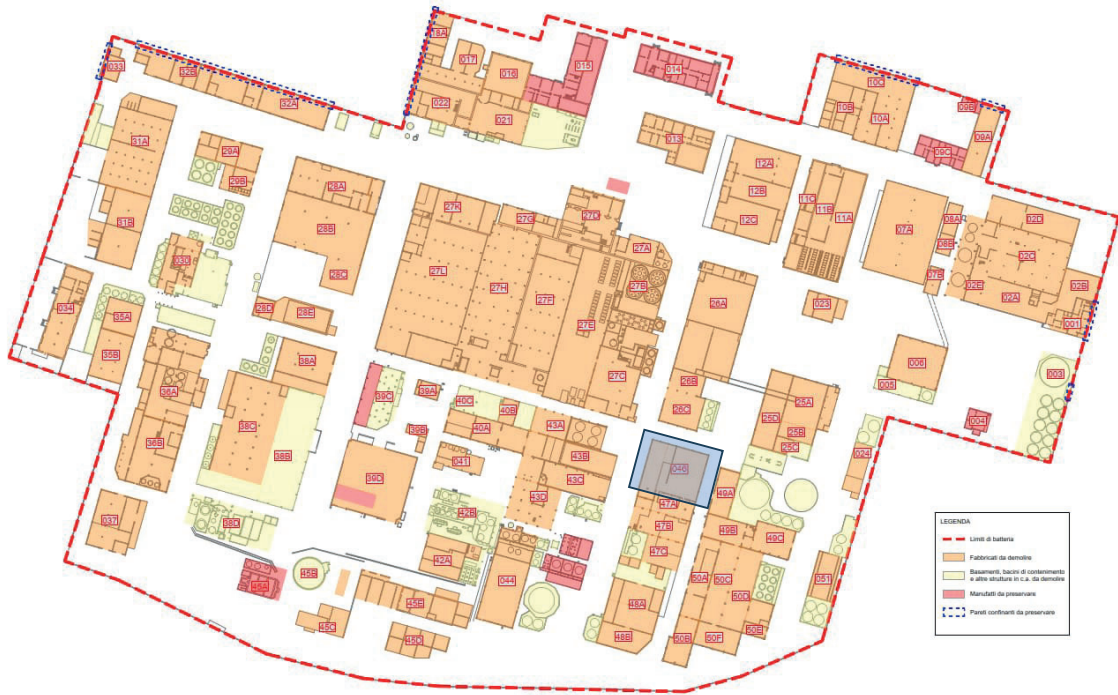 18A
017
016
015
014
033
32B
32A
022
021
013
10C
10B
10A
09B
09A
09C
31A
29A
29B
28A
12A
12B
12C
11C
11B
11A
27K
27G
27D
07A
08A
08B
02D
31B
28B
27A
02C
030
28C
27L
27H
27F
27B
07B
02E
02A
02B
26A
034
35A
28D
28E
27E
023
001
35B
38A
006
36A
39C
39A
27C
26B
26C
005
003
25A
25D
25B
25C
40C
40B
40A
43A
38C
36B
39B
004
38B
041
43B
43C
046
024
39D
43D
49A
47A
42B
47B
49B
49C
037
38D
47C
42A
044
45A
45B
50A
50C
051
50D
45E
48A
45C
45D
48B
50B
50F
50E
LEGENDA
Limiti di batteria
Fabbricati da demolire
Basamenti, bacini di contenimento
e altre strutture in c.a. da demolire
Manufatti da preservare
Pareti confinanti da preservare